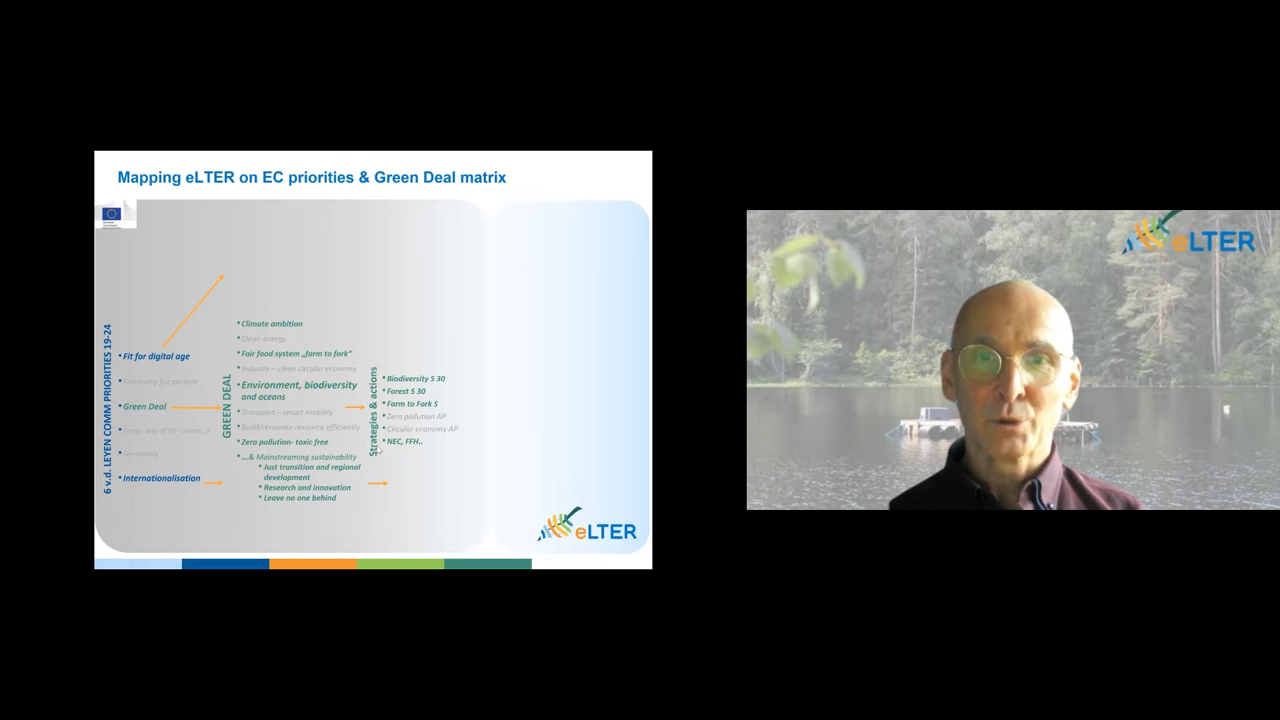 Mapping eLTER on EC priorities & Green Deal matrix
6 v.d. LEYEN COMM PRIORITIES 19-24
• Fit for digital age
• Economy for people
• Green Deal
• Democracy
• Internationalisation
GREEN DEAL
• Climate ambition
• Clean energy
• Fair food system „farm to fork"
• Industry – clean circular economy
• Environment, biodiversity
and oceans
• Transport – smart mobility
• Build/renovate resource efficiently
• Zero pollution- toxic free
• ...& Mainstreaming sustainability
• Just transition and regional
development
• Research and innovation
• Leave no one behind
Strategies & actions
• Biodiversity S 30
• Forest S 30
• Farm to Fork S
• Zero pollution AP
• Circular economy AP
• NEC, FFH..
eLTER
eLTER